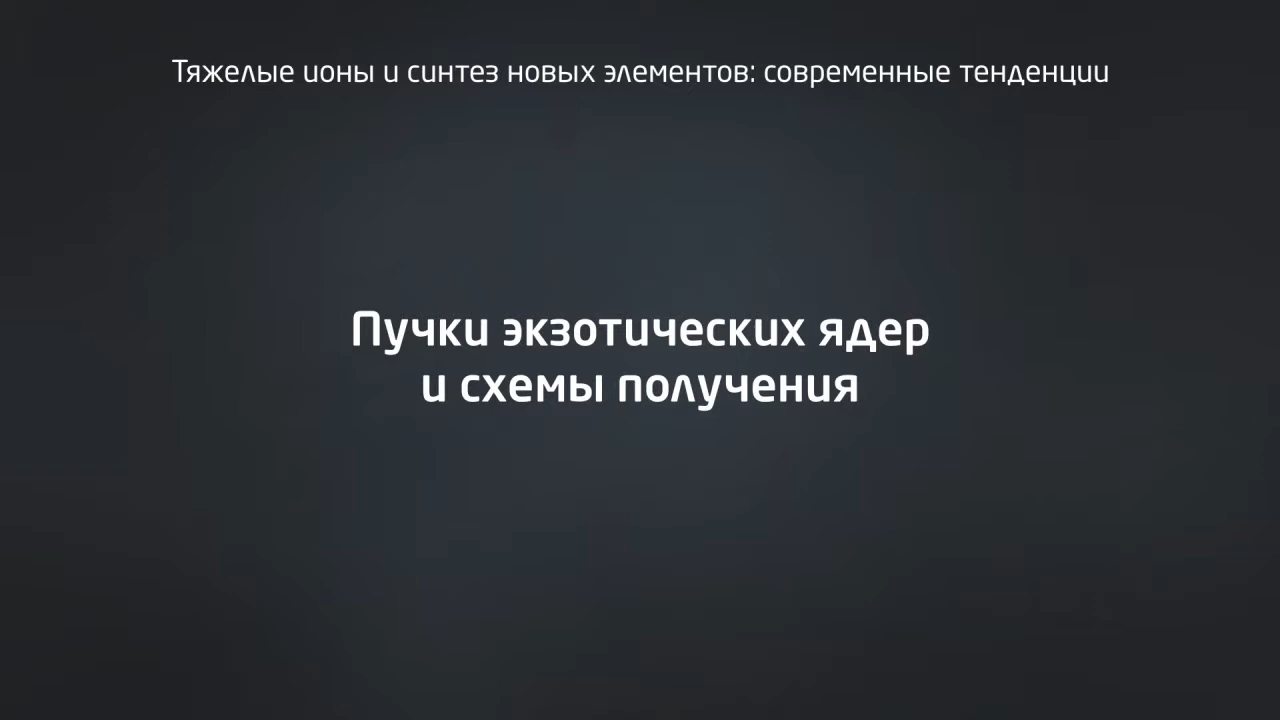 Тяжелые ионы и синтез новых элементов: современные тенденции
Пучки экзотических ядер
и схемы получения